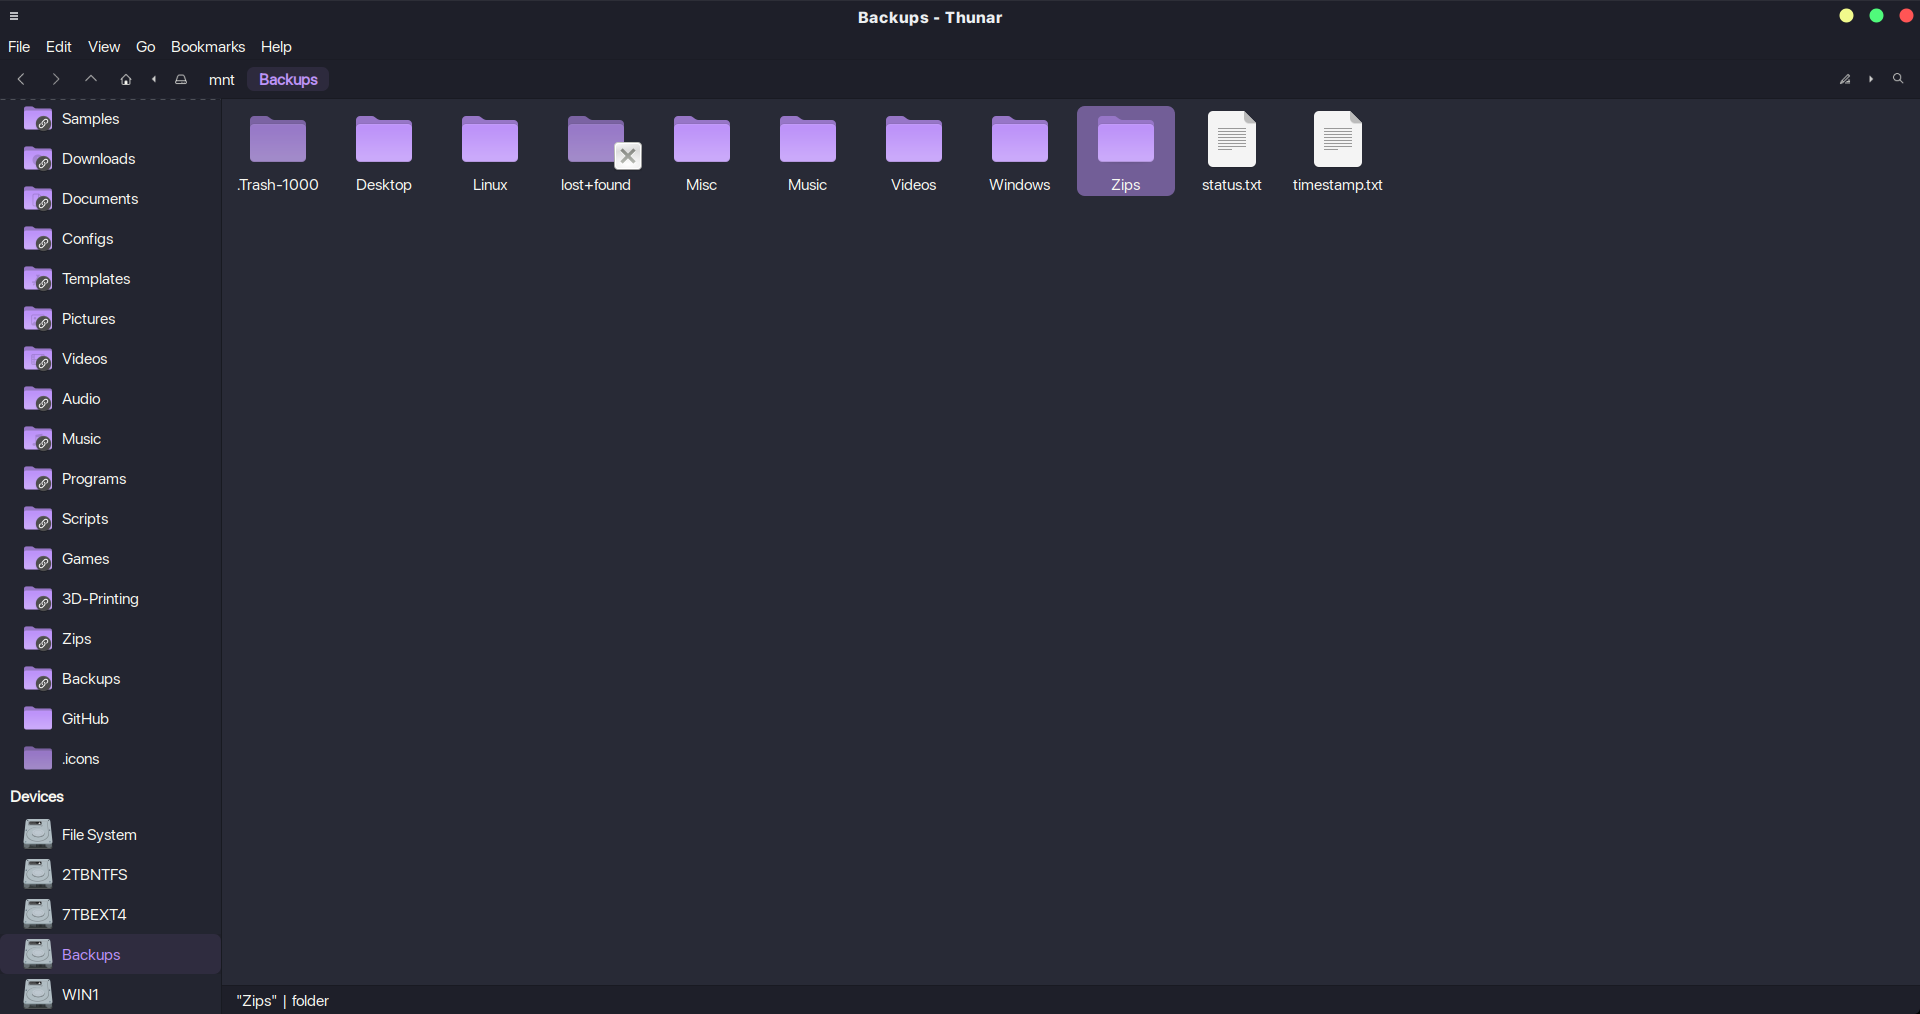 Backups - Thunar
File Edit View Go Bookmarks Help
mnt Backups
Samples
Downloads
Documents
Configs
Templates
Pictures
Videos
Audio
Music
Programs
Scripts
Games
3D-Printing
Zips
Backups
GitHub
.icons
Devices
File System
2TBNTFS
7TBEXT4
Backups
WIN1
.Trash-1000 Desktop Linux lost+found Misc Music Videos Windows Zips status.txt timestamp.txt
"Zips" | folder